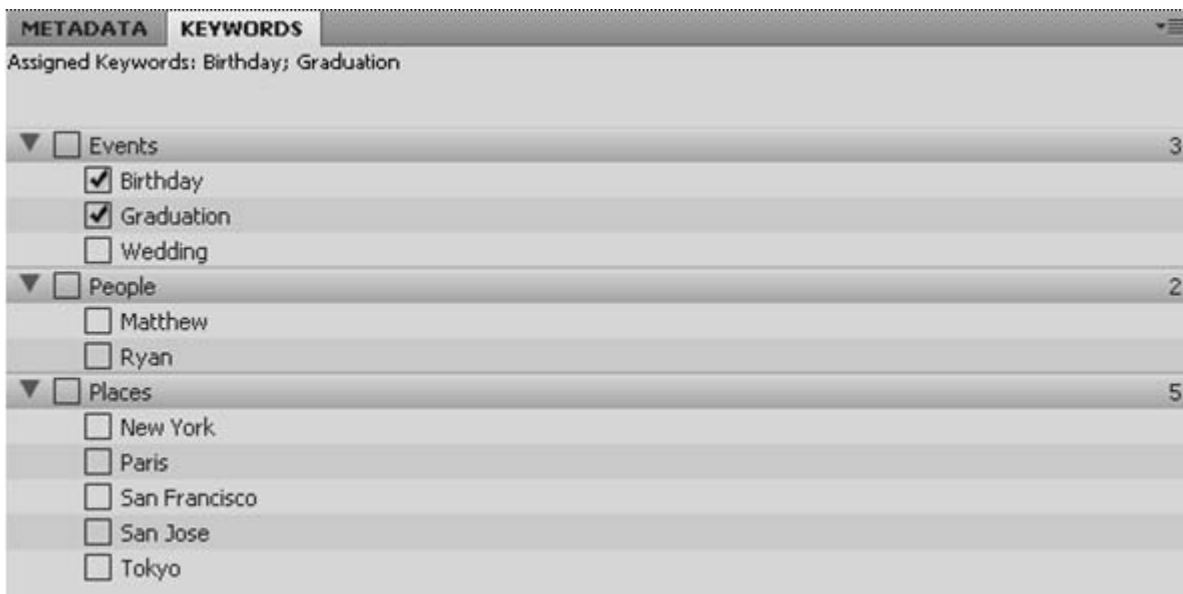 METADATA KEYWORDS
Assigned Keywords: Birthday; Graduation
Events 3
Birthday
Graduation
Wedding
People 2
Matthew
Ryan
Places 5
New York
Paris
San Francisco
San Jose
Tokyo